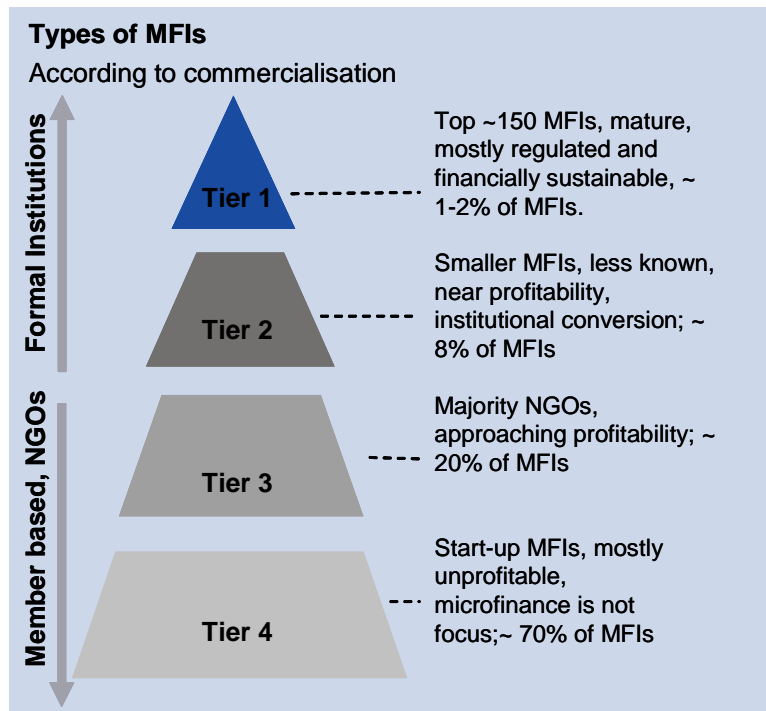 Types of MFIs
According to commercialisation
Formal Institutions
Tier 1
Top ~150 MFIs, mature,
mostly regulated and
financially sustainable, ~
1-2% of MFIs.
Tier 2
Smaller MFIs, less known,
near profitability,
institutional conversion; ~
8% of MFIs
Member based, NGOs
Tier 3
Majority NGOs,
approaching profitability; ~
20% of MFIs
Tier 4
Start-up MFIs, mostly
unprofitable,
microfinance is not
focus;~ 70% of MFIs